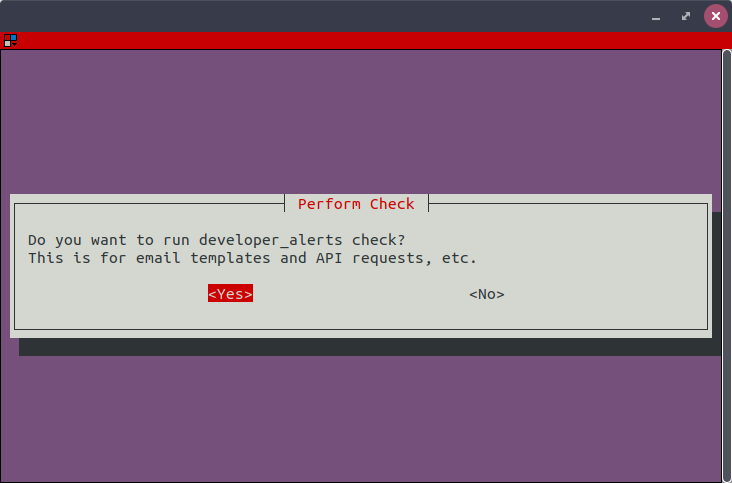 Perform Check
Do you want to run developer_alerts check?
This is for email templates and API requests, etc.
<Yes> <No>